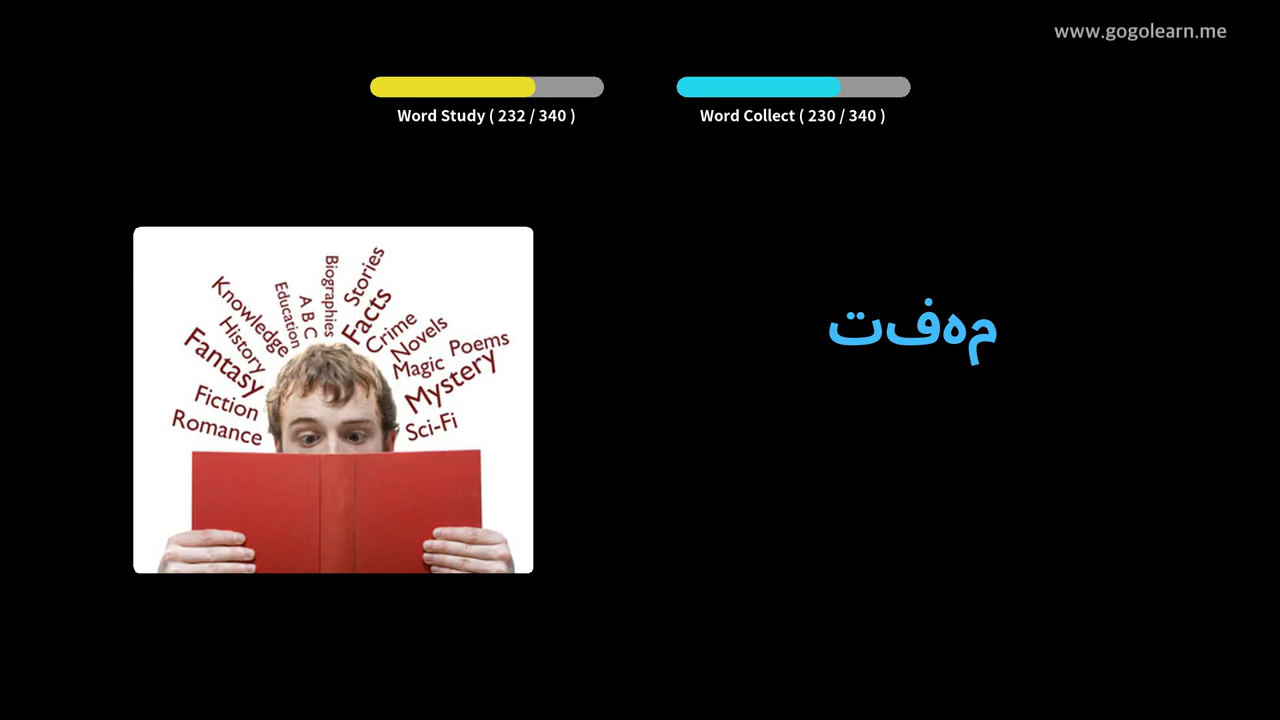 www.gogolearn.me
Word Study ( 232 / 340 )
Word Collect ( 230 / 340 )
Knowledge
Education
A B C
Biographies
Stories
Facts
History
Crime
Novels
Poems
Fantasy
Magic
Mystery
Fiction
Romance
Sci-Fi
مهفت